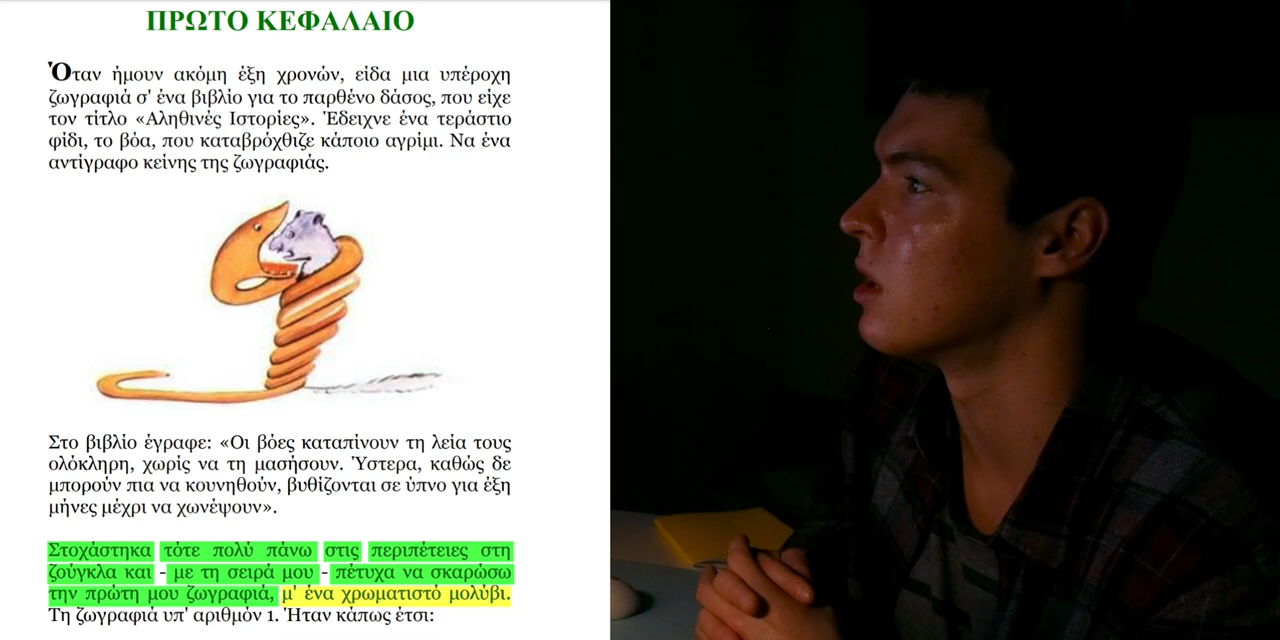 ΠΡΩΤΟ ΚΕΦΑΛΑΙΟ
Όταν ήμουν ακόμη έξη χρονών, είδα μια υπέροχη
ζωγραφιά σ' ένα βιβλίο για το παρθένο δάσος, που είχε
τον τίτλο «Αληθινές Ιστορίες». Έδειχνε ένα τεράστιο
φίδι, το βόα, που καταβρόχθιζε κάποιο αγρίμι. Να ένα
αντίγραφο κείνης της ζωγραφιάς.
Στο βιβλίο έγραφε: «Οι βόες καταπίνουν τη λεία τους
ολόκληρη, χωρίς να τη μασήσουν. Ύστερα, καθώς δε
μπορούν πια να κουνηθούν, βυθίζονται σε ύπνο για έξη
μήνες μέχρι να χωνέψουν».
Στοχάστηκα τότε πολύ πάνω στις περιπέτειες στη
ζούγκλα και - με τη σειρά μου - πέτυχα να σκαρώσω
την πρώτη μου ζωγραφιά, μ' ένα χρωματιστό μολύβι.
Τη ζωγραφιά υπ' αριθμόν 1. Ήταν κάπως έτσι: